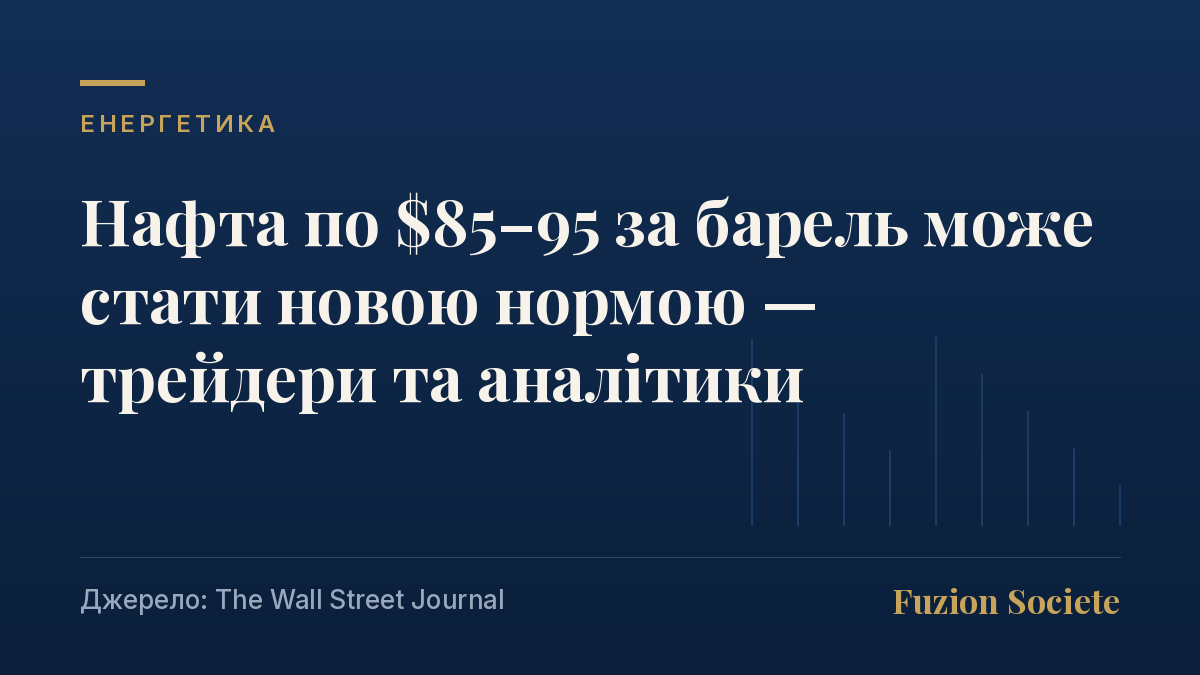 ЕНЕРГЕТИКА
Нафта по $85–95 за барель може
стати новою нормою —
трейдери та аналітики
Джерело: The Wall Street Journal
Fuzion Societe